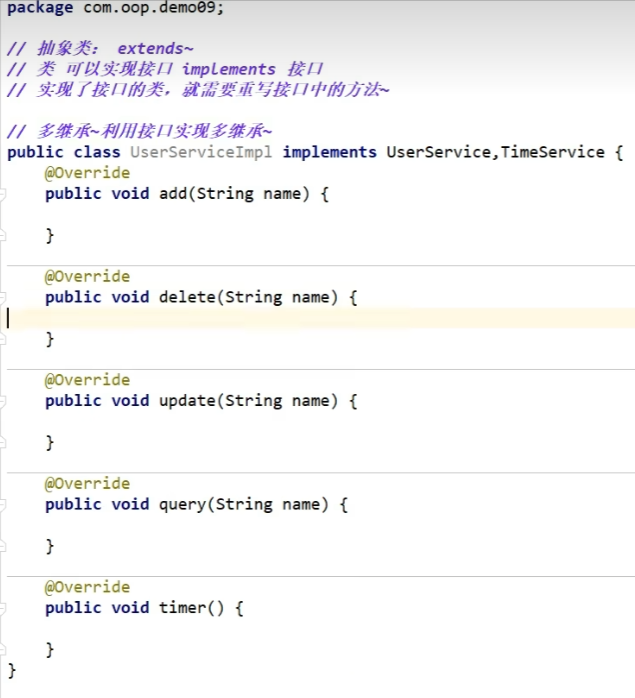 package com.oop.demo09;
// 抽象类： extends~
// 类 可以实现接口 implements 接口
// 实现了接口的类，就需要重写接口中的方法~
// 多继承~利用接口实现多继承~
public class UserServiceImpl implements UserService,TimeService {
@Override
public void add(String name) {
}
@Override
public void delete(String name) {
}
@Override
public void update(String name) {
}
@Override
public void query(String name) {
}
@Override
public void timer() {
}
}